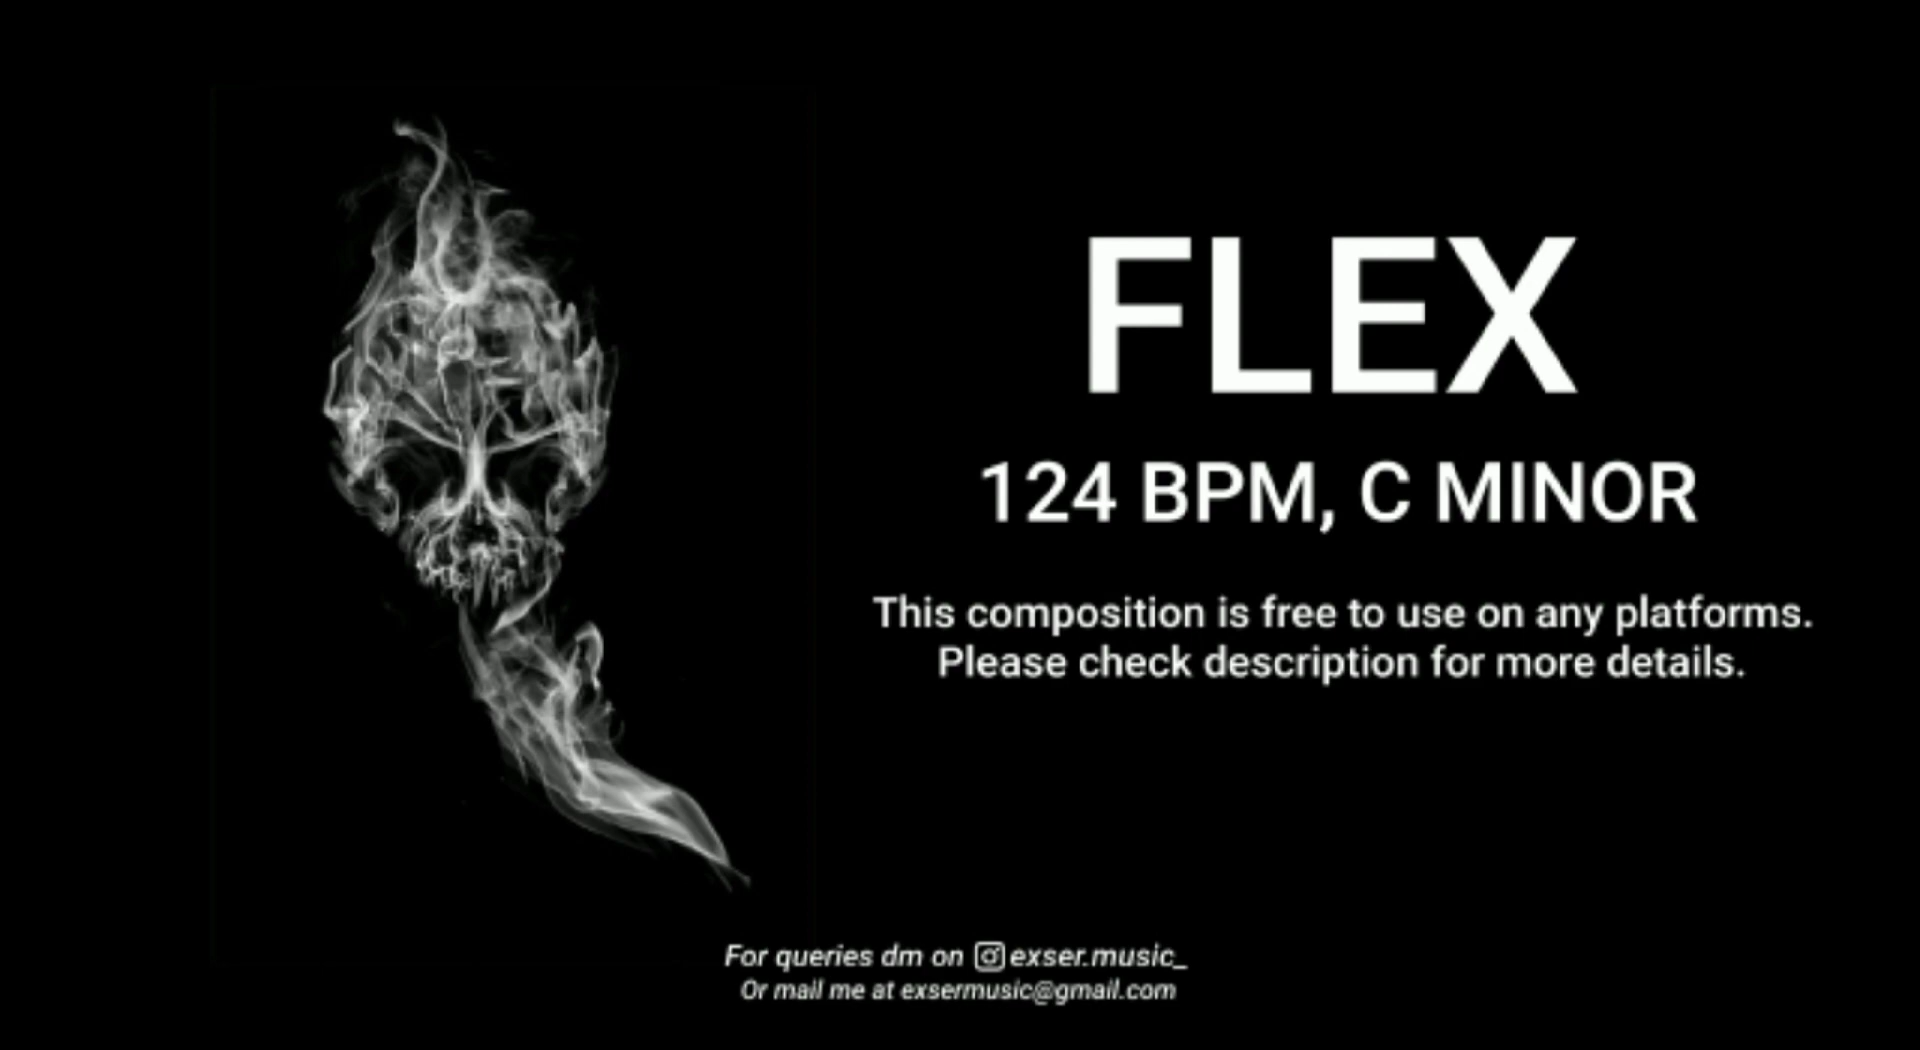 FLEX
124 BPM, C MINOR
This composition is free to use on any platforms.
Please check description for more details.
For queries dm on exser.music_
Or mail me at exsermusic@gmail.com